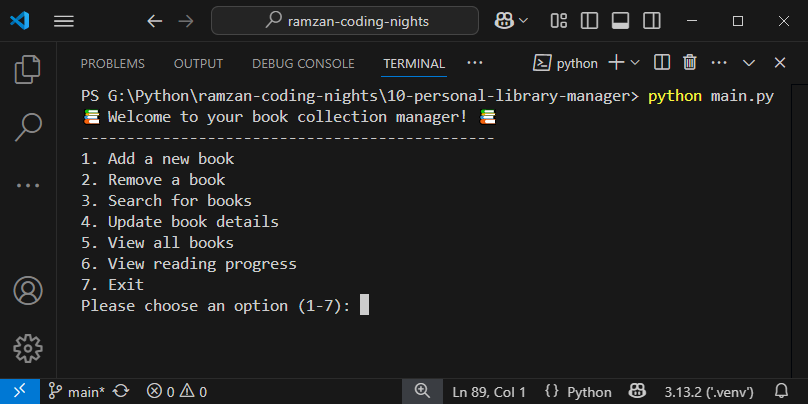 ramzan-coding-nights
PROBLEMS OUTPUT DEBUG CONSOLE TERMINAL ··· python
PS G:\Python\ramzan-coding-nights\10-personal-library-manager> python main.py
📚 Welcome to your book collection manager! 📚
------------------------------------------------
1. Add a new book
2. Remove a book
3. Search for books
4. Update book details
5. View all books
6. View reading progress
7. Exit
Please choose an option (1-7):
main* 0 0 Ln 89, Col 1 {} Python 3.13.2 ('.venv')